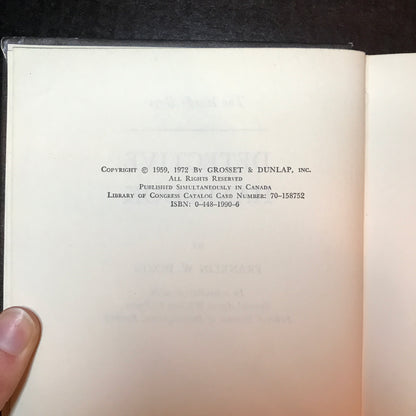 Copyright © 1959, 1972 By GROSSET & DUNLAP, INC.
All Rights Reserved
Published Simultaneously in Canada
Library of Congress Catalog Card Number: 70–158752
ISBN: 0–448–1990–6